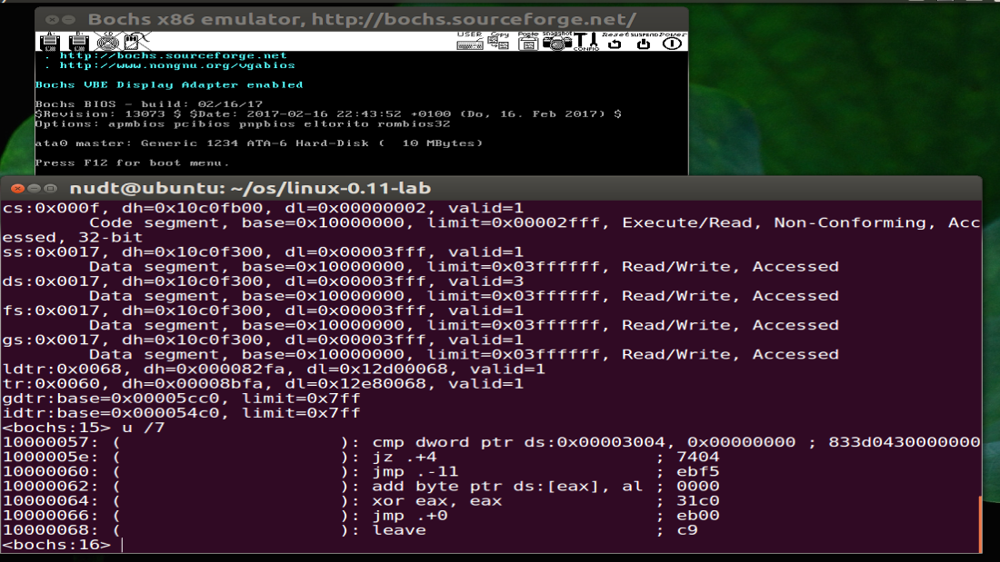 Bochs x86 emulator, http://bochs.sourceforge.net/
A: B: CD USER Copy Paste snapshot CONFIG Reset SUSPEND Power
. http://bochs.sourceforge.net
. http://www.nongnu.org/vgabios
Bochs VBE Display Adapter enabled
Bochs BIOS - build: 02/16/17
$Revision: 13073 $ $Date: 2017-02-16 22:43:52 +0100 (Do, 16. Feb 2017) $
Options: apmbios pcibios pnpbios eltorito rombios32
ata0 master: Generic 1234 ATA-6 Hard-Disk ( 10 MBytes)
Press F12 for boot menu.
nudt@ubuntu: ~/os/linux-0.11-lab
cs:0x000f, dh=0x10c0fb00, dl=0x00000002, valid=1
Code segment, base=0x10000000, limit=0x00002fff, Execute/Read, Non-Conforming, Acc
essed, 32-bit
ss:0x0017, dh=0x10c0f300, dl=0x00003fff, valid=1
Data segment, base=0x10000000, limit=0x03ffffff, Read/Write, Accessed
ds:0x0017, dh=0x10c0f300, dl=0x00003fff, valid=3
Data segment, base=0x10000000, limit=0x03ffffff, Read/Write, Accessed
fs:0x0017, dh=0x10c0f300, dl=0x00003fff, valid=1
Data segment, base=0x10000000, limit=0x03ffffff, Read/Write, Accessed
gs:0x0017, dh=0x10c0f300, dl=0x00003fff, valid=1
Data segment, base=0x10000000, limit=0x03ffffff, Read/Write, Accessed
ldtr:0x0068, dh=0x000082fa, dl=0x12d00068, valid=1
tr:0x0060, dh=0x00008bfa, dl=0x12e80068, valid=1
gdtr:base=0x00005cc0, limit=0x7ff
idtr:base=0x000054c0, limit=0x7ff
<bochs:15> u /7
10000057: ( ): cmp dword ptr ds:0x00003004, 0x00000000 ; 833d0430000000
1000005e: ( ): jz .+4 ; 7404
10000060: ( ): jmp .-11 ; ebf5
10000062: ( ): add byte ptr ds:[eax], al ; 0000
10000064: ( ): xor eax, eax ; 31c0
10000066: ( ): jmp .+0 ; eb00
10000068: ( ): leave ; c9
<bochs:16>